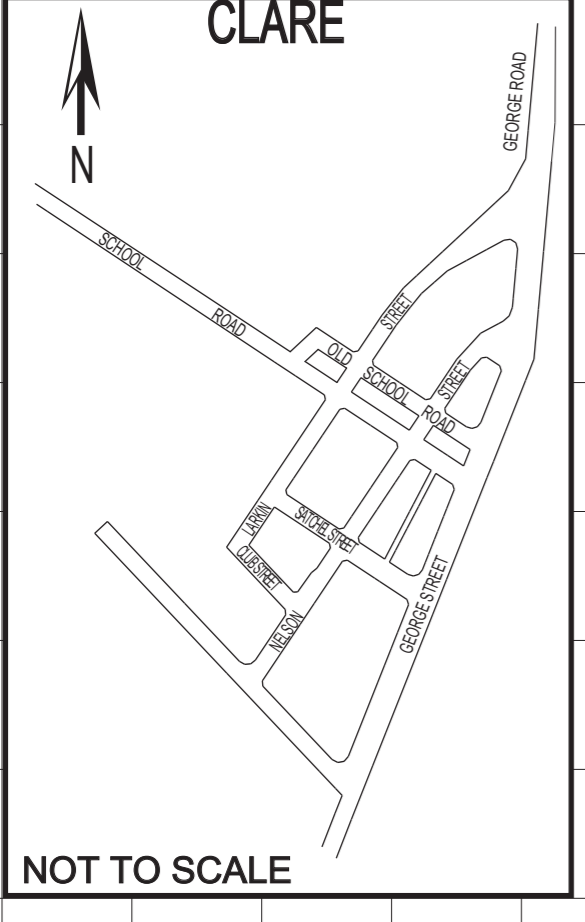 CLARE
N
GEORGE ROAD
SCHOOL
ROAD
STREET
OLD
SCHOOL
ROAD
STREET
LARKIN
SATCHEL STREET
CLUB STREET
NELSON
GEORGE STREET
NOT TO SCALE